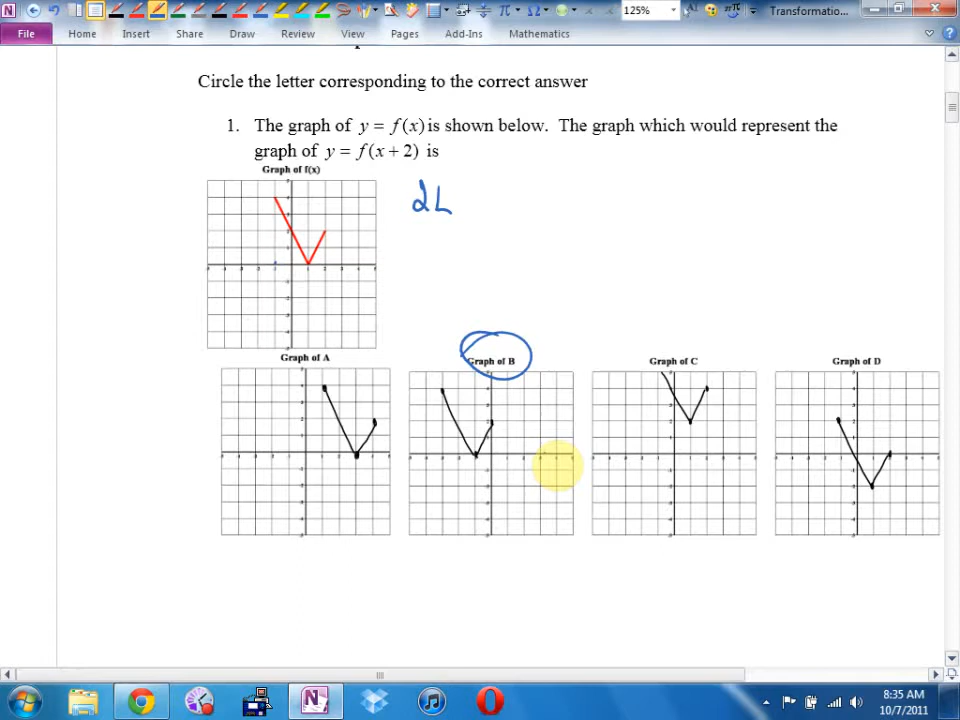 125%
Transformatio...
File Home Insert Share Draw Review Pages Add-Ins Mathematics
Circle the letter corresponding to the correct answer
1. The graph of y = f(x) is shown below. The graph which would represent the
graph of y = f(x + 2) is
Graph of f(x)
2L
Graph of A
Graph of B
Graph of C
Graph of D
8:35 AM
10/7/2011